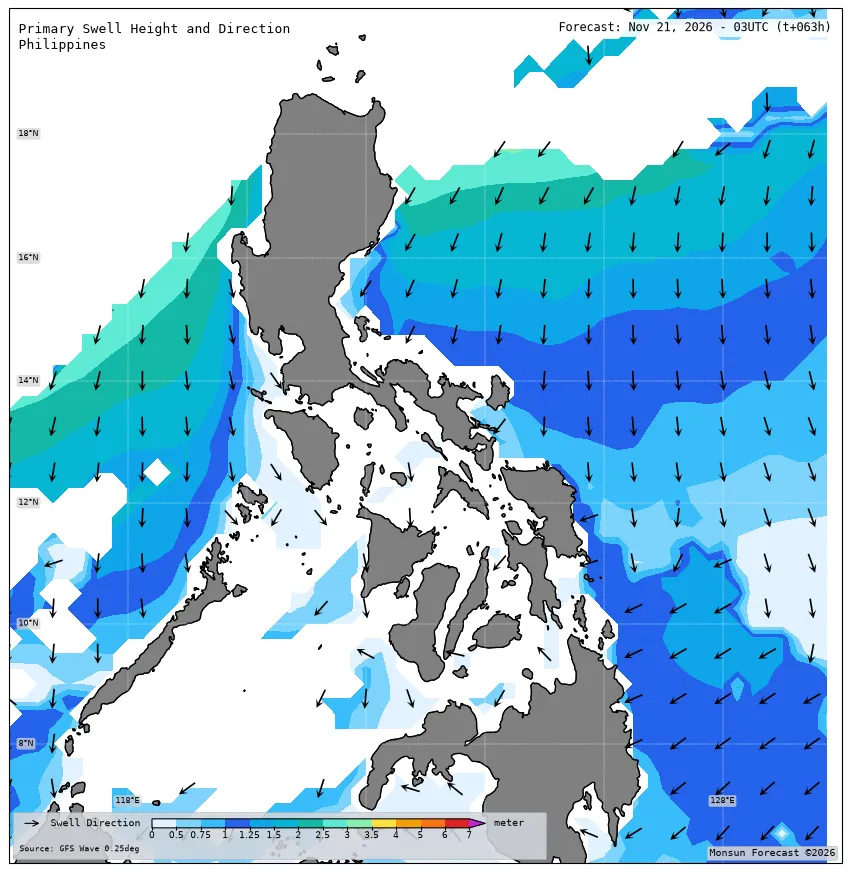 Primary Swell Height and Direction
Philippines
Forecast: Nov 21, 2026 - 03UTC (t+063h)
18°N
16°N
14°N
12°N
10°N
8°N
118°E
128°E
Swell Direction
0 0.5 0.75 1 1.25 1.5 2 2.5 3 3.5 4 5 6 7
meter
Source: GFS Wave 0.25deg
Monsun Forecast ©2026